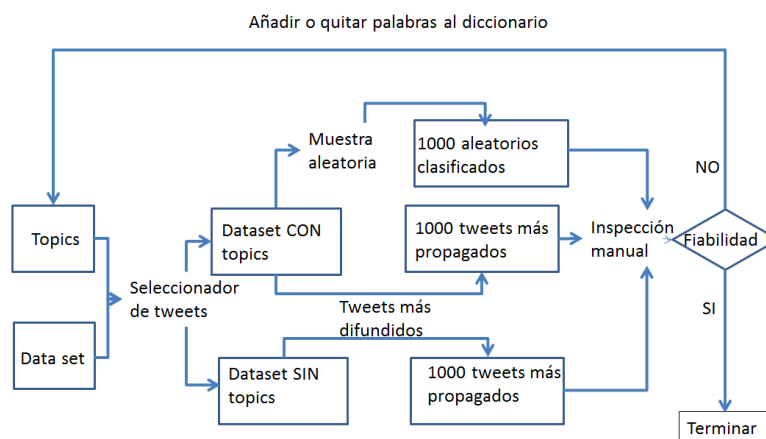 Añadir o quitar palabras al diccionario
Muestra
aleatoria
1000 aleatorios
clasificados
NO
Topics
Dataset CON
topics
1000 tweets más
propagados
Inspección
manual
Fiabilidad
Seleccionador
de tweets
Tweets más
difundidos
SI
Data set
Dataset SIN
topics
1000 tweets más
propagados
Terminar